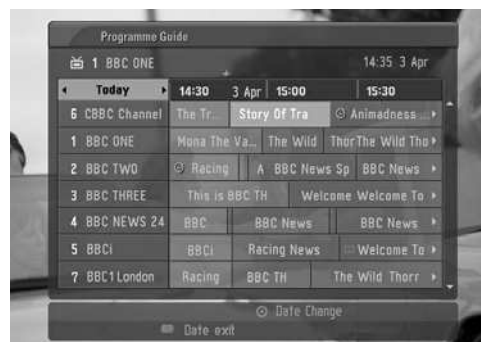 Programme Guide
1 BBC ONE 14:35 3 Apr
Today 14:30 3 Apr 15:00 15:30
6 CBBC Channel The Tr... Story Of Tra Animadness ...
1 BBC ONE Mona The Va... The Wild Thor The Wild Tho
2 BBC TWO Racing A BBC News Sp BBC News
3 BBC THREE This is BBC TH Welcome Welcome To
4 BBC NEWS 24 BBC BBC News BBC News
5 BBCi BBCi Racing News Welcome To
7 BBC1 London Racing BBC TH The Wild Thorr
Date Change
Date exit